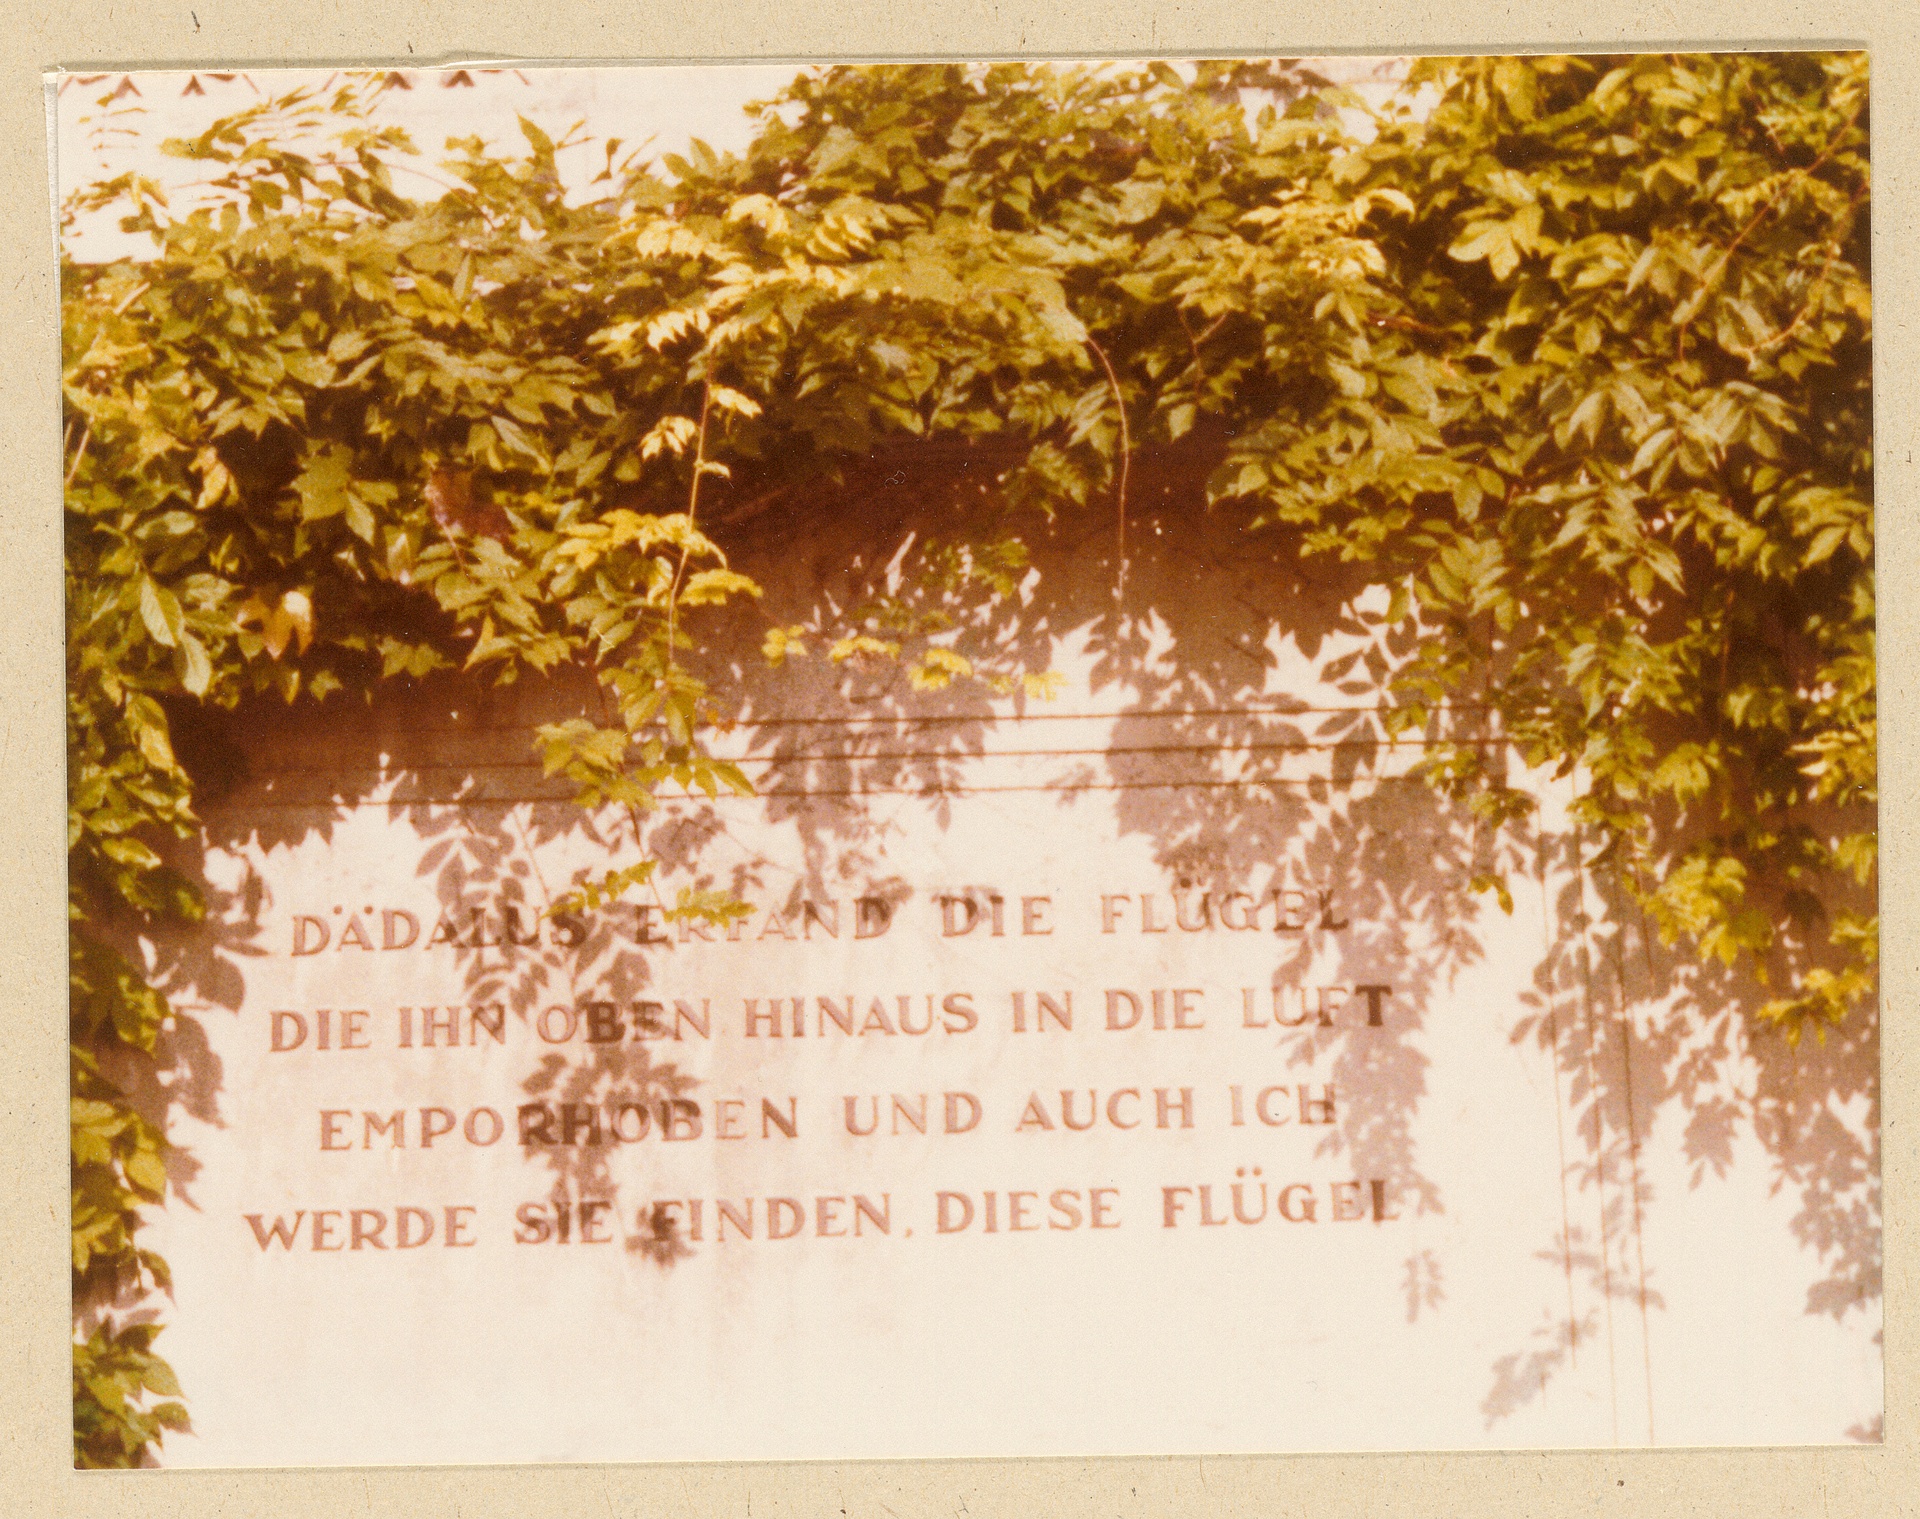 DÄDALUS ERFAND DIE FLÜGEL
DIE IHN OBEN HINAUS IN DIE LUFT
EMPORHOBEN UND AUCH ICH
WERDE SIE FINDEN, DIESE FLÜGEL